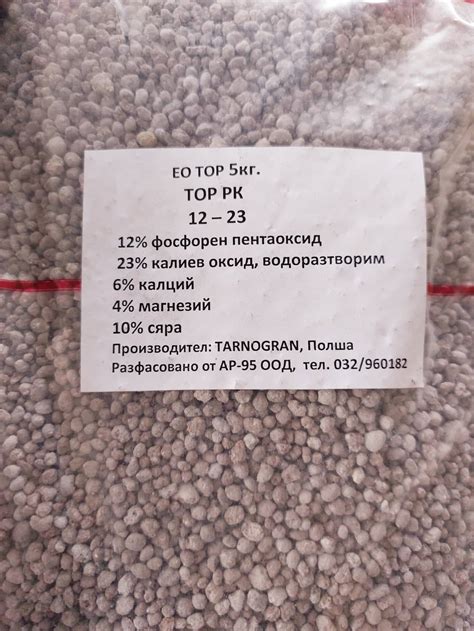 ЕО ТОР 5кг.
ТОР РК
12 – 23
12% фосфорен пентаоксид
23% калиев оксид, водоразтворим
6% калций
4% магнезий
10% сяра
Производител: TARNOGRAN, Полша
Разфасовано от АР-95 ООД, тел. 032/960182